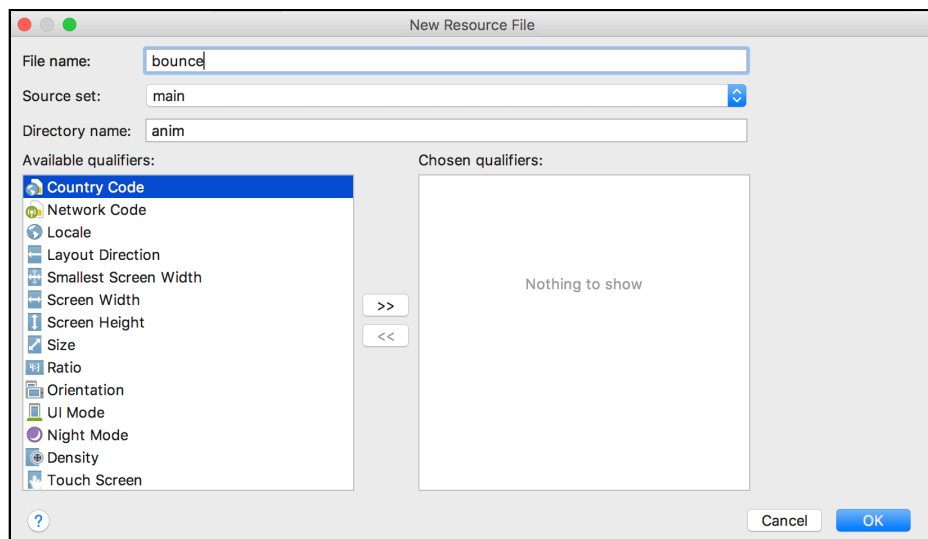 New Resource File
File name: bounce
Source set: main
Directory name: anim
Available qualifiers: Chosen qualifiers:
Country Code
Network Code
Locale
Layout Direction
Smallest Screen Width
Nothing to show
Screen Width
>>
Screen Height
<<
Size
4:3 Ratio
Orientation
UI Mode
Night Mode
Density
Touch Screen
? Cancel OK